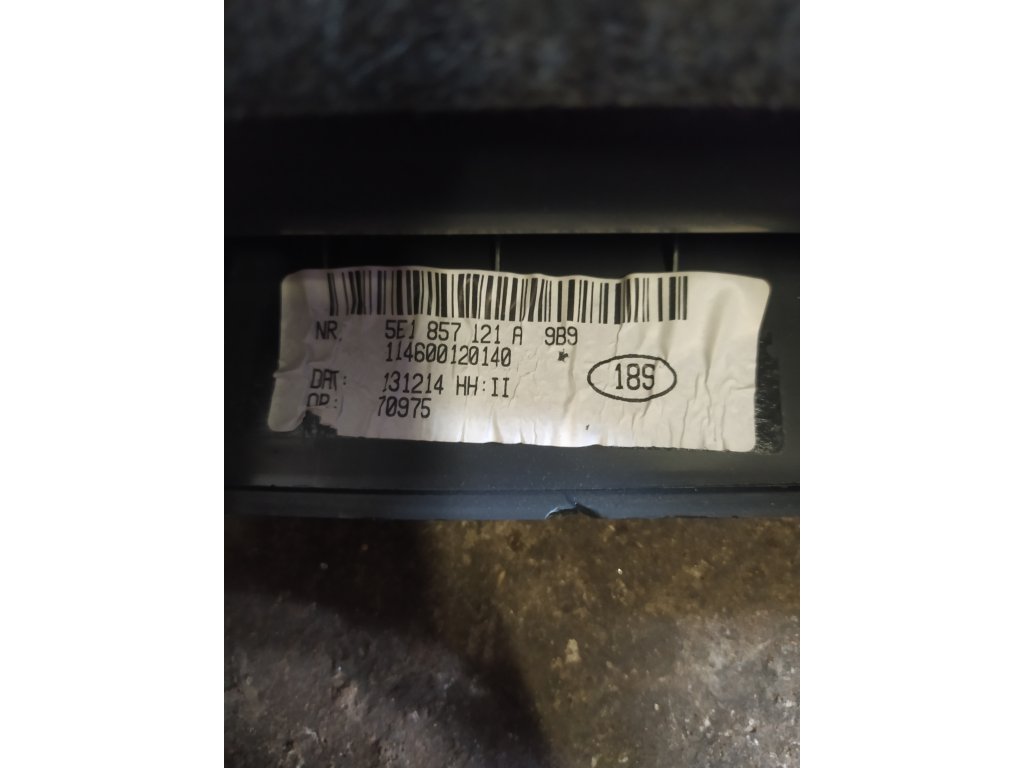 NR. 5E1 857 121 A 9B9
114600120140 *
189
DAT: 131214 HH:II
OP.: 70975